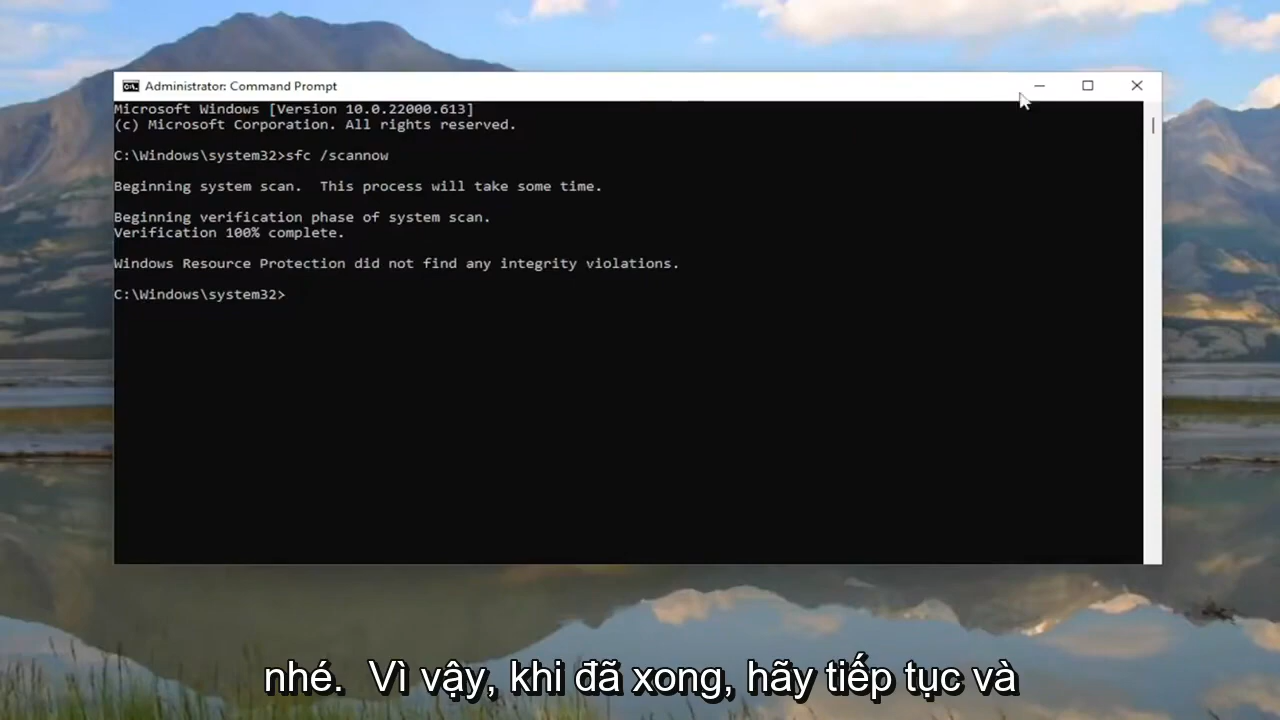 Administrator: Command Prompt
Microsoft Windows [Version 10.0.22000.613]
(c) Microsoft Corporation. All rights reserved.
C:\Windows\system32>sfc /scannow
Beginning system scan.  This process will take some time.
Beginning verification phase of system scan.
Verification 100% complete.
Windows Resource Protection did not find any integrity violations.
C:\Windows\system32>
nhé.  Vì vậy, khi đã xong, hãy tiếp tục và